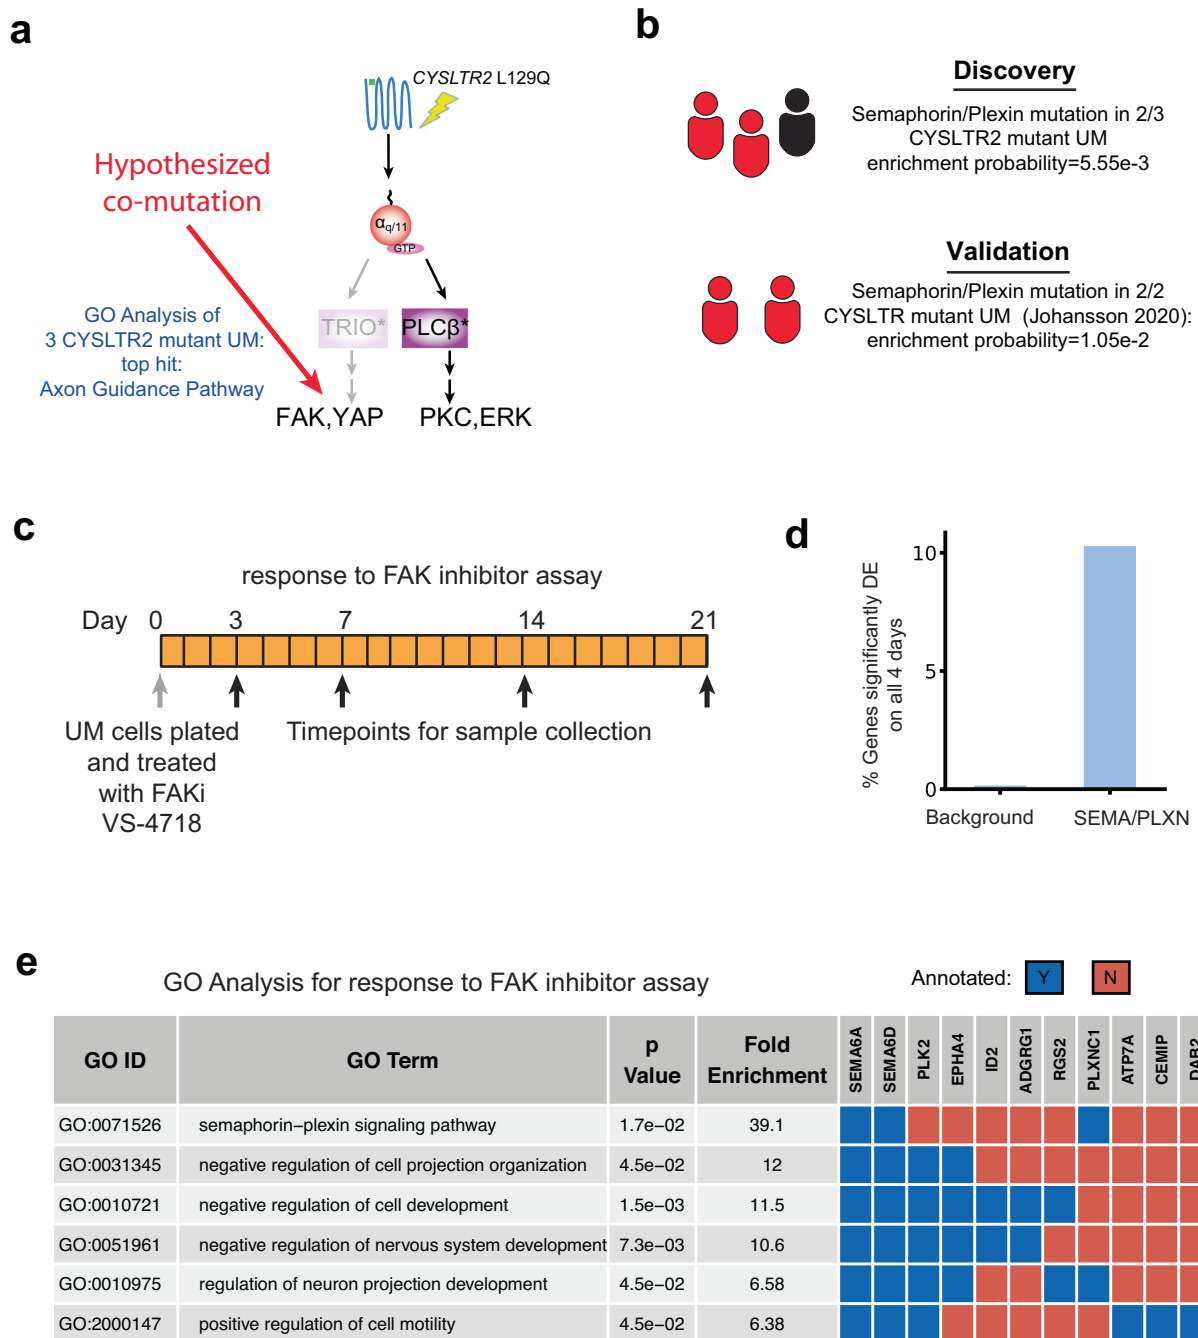 a
CYSLTR2 L129Q
Hypothesized
co-mutation
αq/11
GTP
GO Analysis of
3 CYSLTR2 mutant UM:
top hit:
Axon Guidance Pathway
TRIO*
PLCβ*
FAK,YAP
PKC,ERK
b
Discovery
Semaphorin/Plexin mutation in 2/3
CYSLTR2 mutant UM
enrichment probability=5.55e-3
Validation
Semaphorin/Plexin mutation in 2/2
CYSLTR mutant UM (Johansson 2020):
enrichment probability=1.05e-2
c
response to FAK inhibitor assay
Day 0 3 7 14 21
UM cells plated
and treated
with FAKi
VS-4718
Timepoints for sample collection
d
% Genes significantly DE
on all 4 days
10
5
0
Background SEMA/PLXN
e
GO Analysis for response to FAK inhibitor assay
Annotated: Y N
GO ID GO Term p Value Fold Enrichment SEMA6A SEMA6D PLK2 EPHA4 ID2 ADGRG1 RGS2 PLXNC1 ATP7A CEMIP DAB2
GO:0071526 semaphorin–plexin signaling pathway 1.7e–02 39.1
GO:0031345 negative regulation of cell projection organization 4.5e–02 12
GO:0010721 negative regulation of cell development 1.5e–03 11.5
GO:0051961 negative regulation of nervous system development 7.3e–03 10.6
GO:0010975 regulation of neuron projection development 4.5e–02 6.58
GO:2000147 positive regulation of cell motility 4.5e–02 6.38